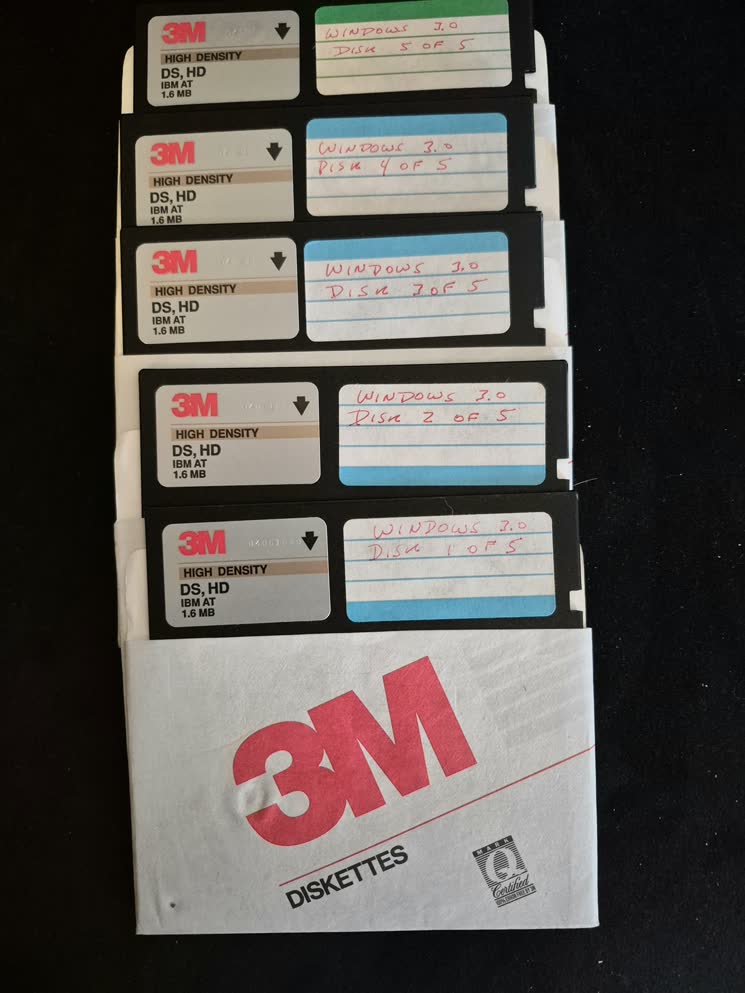 3M
HIGH DENSITY
DS, HD
IBM AT
1.6 MB
WINDOWS 3.0
DISK 5 OF 5
3M
HIGH DENSITY
DS, HD
IBM AT
1.6 MB
WINDOWS 3.0
DISK 4 OF 5
3M
HIGH DENSITY
DS, HD
IBM AT
1.6 MB
WINDOWS 3.0
DISK 3 OF 5
3M
HIGH DENSITY
DS, HD
IBM AT
1.6 MB
WINDOWS 3.0
DISK 2 OF 5
3M
HIGH DENSITY
DS, HD
IBM AT
1.6 MB
WINDOWS 3.0
DISK 1 OF 5
3M
DISKETTES
MARK
Q
Certified